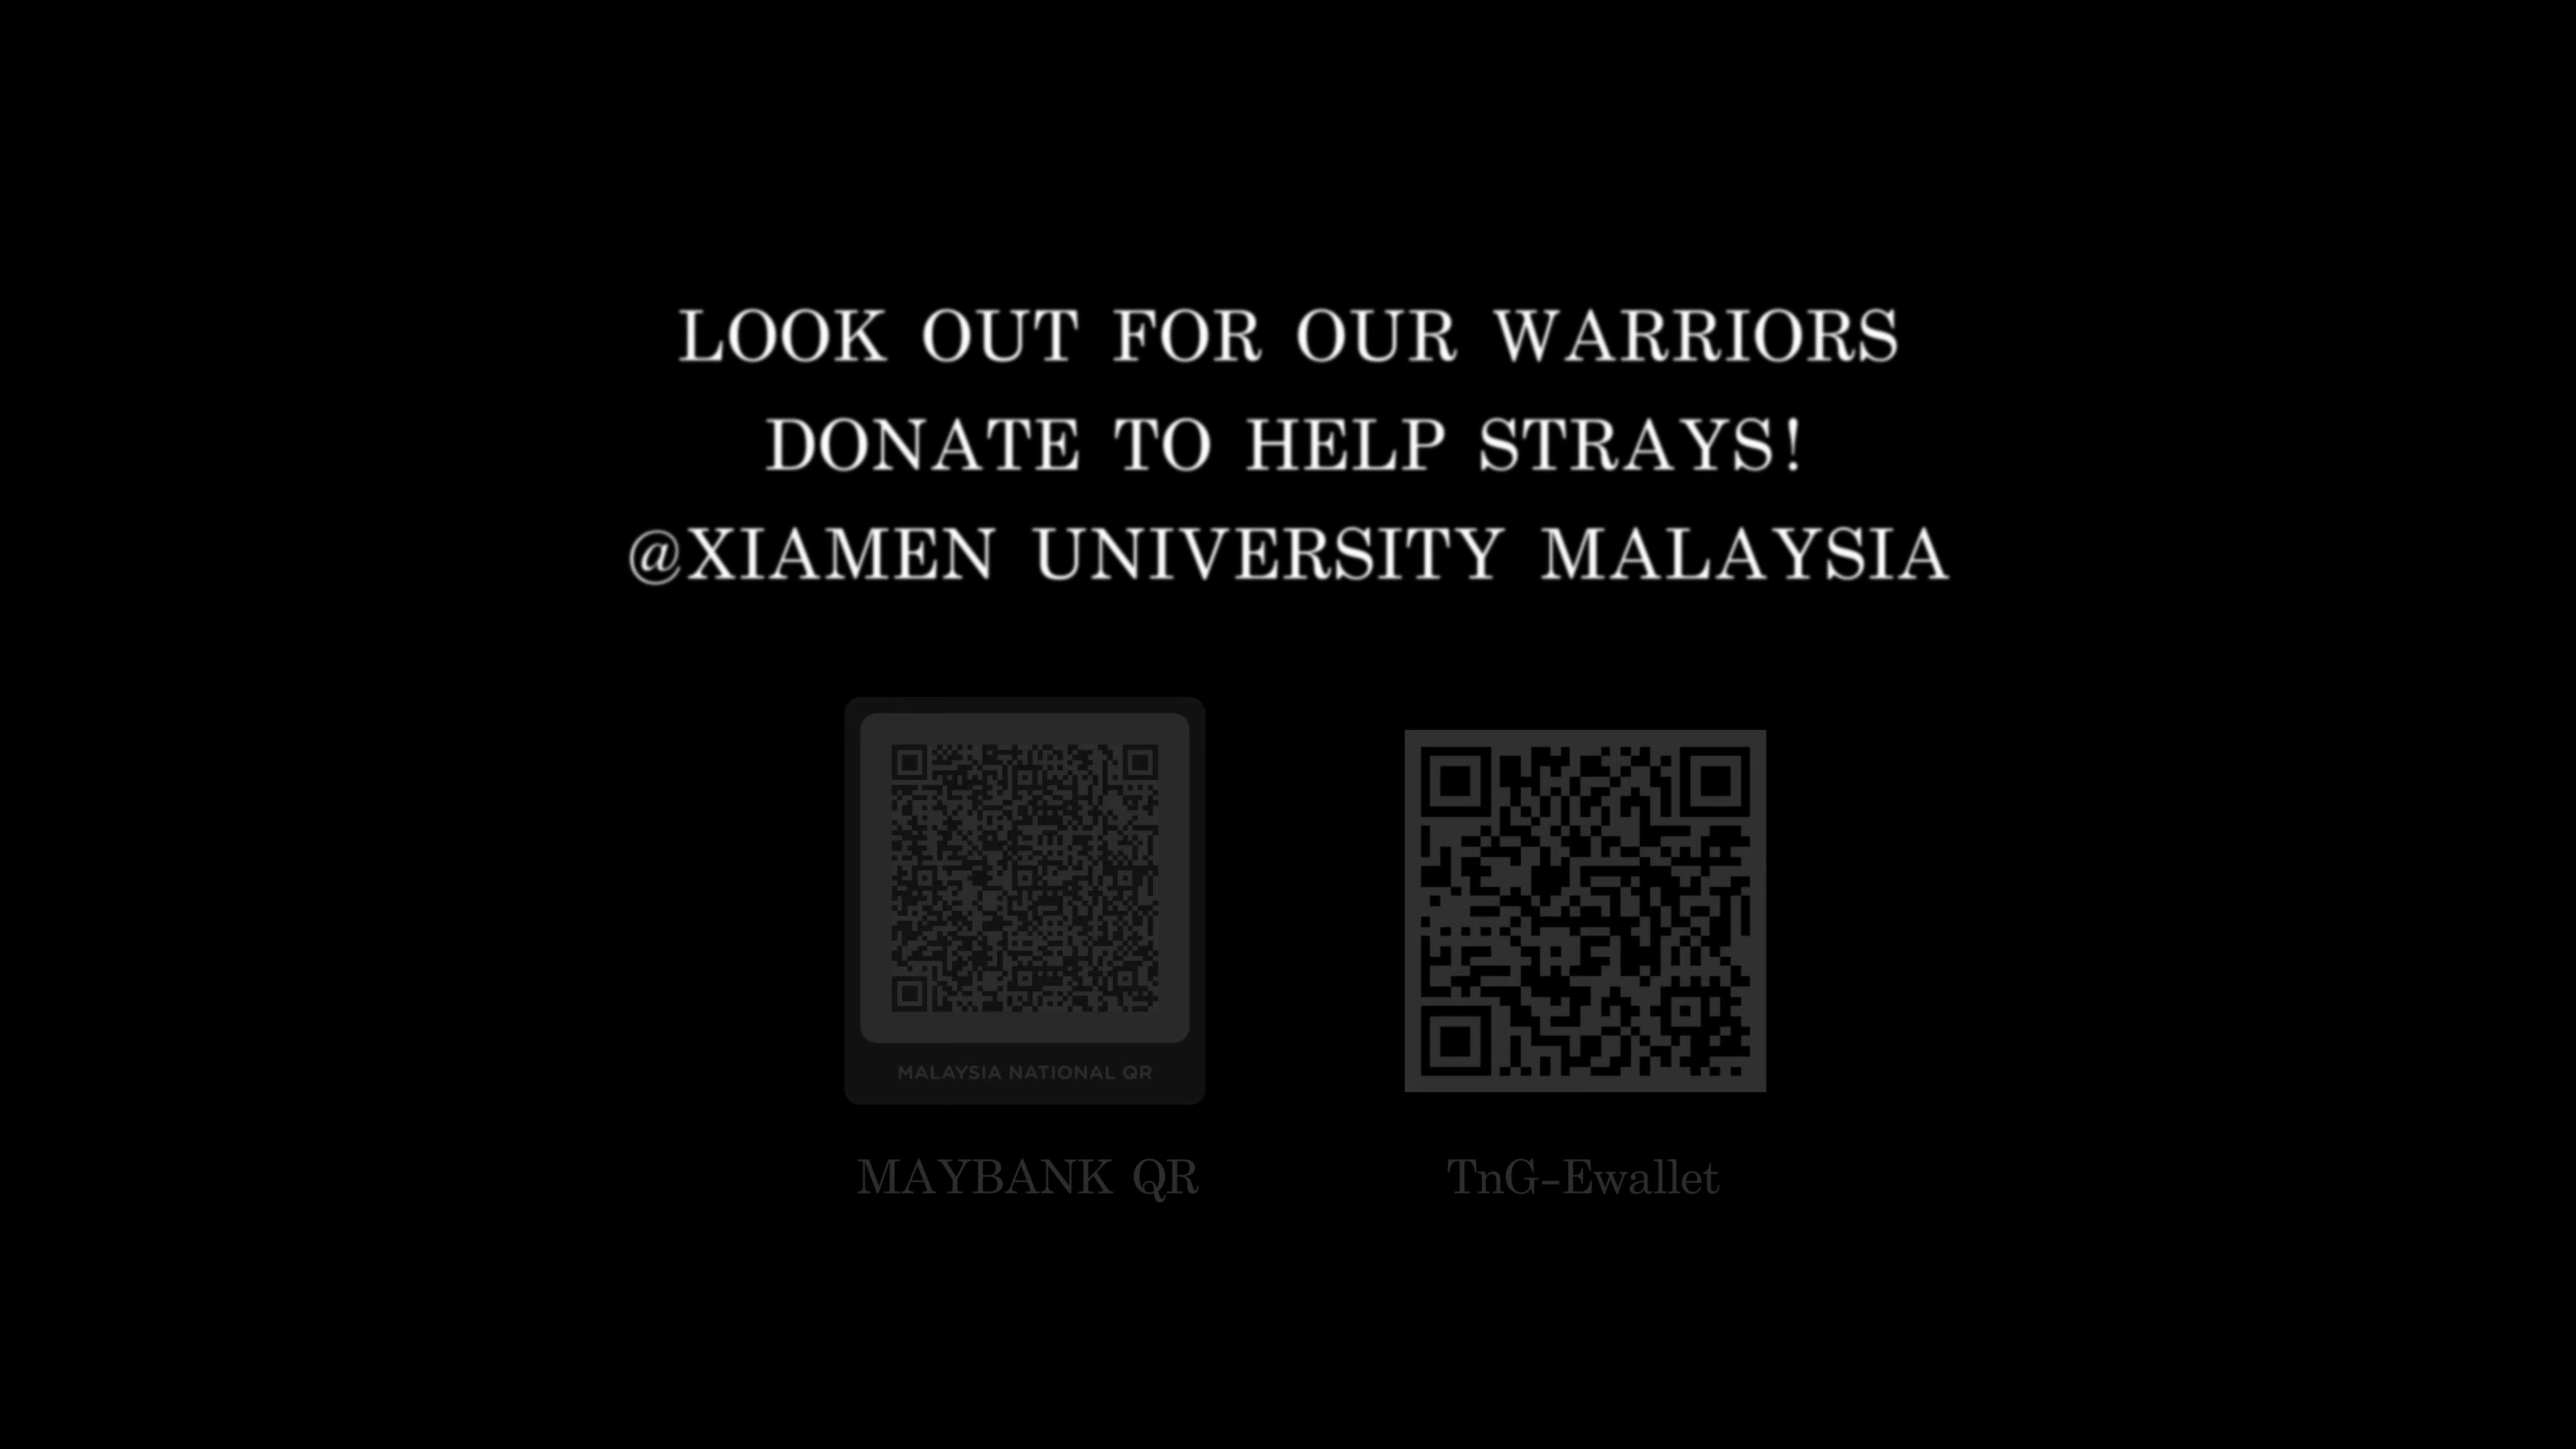 LOOK OUT FOR OUR WARRIORS
DONATE TO HELP STRAYS!
@XIAMEN UNIVERSITY MALAYSIA
MALAYSIA NATIONAL QR
MAYBANK QR
TnG-Ewallet